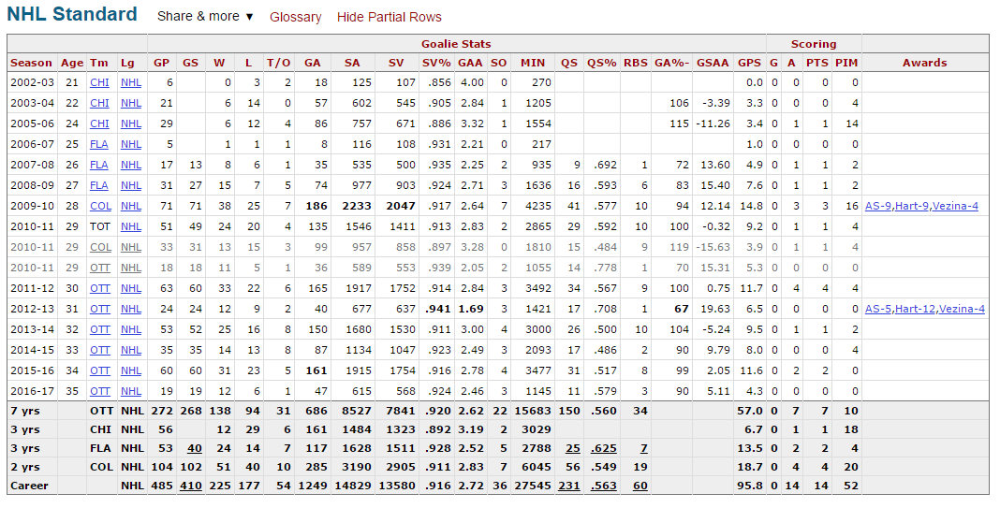 NHL Standard Share & more ▼ Glossary Hide Partial Rows
Goalie Stats Scoring
Season Age Tm Lg GP GS W L T/O GA SA SV SV% GAA SO MIN QS QS% RBS GA%- GSAA GPS G A PTS PIM Awards
2002-03 21 CHI NHL 6 0 3 2 18 125 107 .856 4.00 0 270 0.0 0 0 0 0
2003-04 22 CHI NHL 21 6 14 0 57 602 545 .905 2.84 1 1205 106 -3.39 3.3 0 0 0 4
2005-06 24 CHI NHL 29 6 12 4 86 757 671 .886 3.32 1 1554 115 -11.26 3.4 0 1 1 14
2006-07 25 FLA NHL 5 1 1 1 8 116 108 .931 2.21 0 217 1.0 0 0 0 0
2007-08 26 FLA NHL 17 13 8 6 1 35 535 500 .935 2.25 2 935 9 .692 1 72 13.60 4.9 0 1 1 2
2008-09 27 FLA NHL 31 27 15 7 5 74 977 903 .924 2.71 3 1636 16 .593 6 83 15.40 7.6 0 1 1 2
2009-10 28 COL NHL 71 71 38 25 7 186 2233 2047 .917 2.64 7 4235 41 .577 10 94 12.14 14.8 0 3 3 16 AS-9,Hart-9,Vezina-4
2010-11 29 TOT NHL 51 49 24 20 4 135 1546 1411 .913 2.83 2 2865 29 .592 10 100 -0.32 9.2 0 1 1 4
2010-11 29 COL NHL 33 31 13 15 3 99 957 858 .897 3.28 0 1810 15 .484 9 119 -15.63 3.9 0 1 1 4
2010-11 29 OTT NHL 18 18 11 5 1 36 589 553 .939 2.05 2 1055 14 .778 1 70 15.31 5.3 0 0 0 0
2011-12 30 OTT NHL 63 60 33 22 6 165 1917 1752 .914 2.84 3 3492 34 .567 9 100 0.75 11.7 0 4 4 4
2012-13 31 OTT NHL 24 24 12 9 2 40 677 637 .941 1.69 3 1421 17 .708 1 67 19.63 6.5 0 0 0 0 AS-5,Hart-12,Vezina-4
2013-14 32 OTT NHL 53 52 25 16 8 150 1680 1530 .911 3.00 4 3000 26 .500 10 104 -5.24 9.5 0 1 1 2
2014-15 33 OTT NHL 35 35 14 13 8 87 1134 1047 .923 2.49 3 2093 17 .486 2 90 9.79 8.0 0 0 0 4
2015-16 34 OTT NHL 60 60 31 23 5 161 1915 1754 .916 2.78 4 3477 31 .517 8 99 2.05 11.6 0 2 2 0
2016-17 35 OTT NHL 19 19 12 6 1 47 615 568 .924 2.46 3 1145 11 .579 3 90 5.11 4.3 0 0 0 0
7 yrs OTT NHL 272 268 138 94 31 686 8527 7841 .920 2.62 22 15683 150 .560 34 57.0 0 7 7 10
3 yrs CHI NHL 56 12 29 6 161 1484 1323 .892 3.19 2 3029 6.7 0 1 1 18
3 yrs FLA NHL 53 40 24 14 7 117 1628 1511 .928 2.52 5 2788 25 .625 7 13.5 0 2 2 4
2 yrs COL NHL 104 102 51 40 10 285 3190 2905 .911 2.83 7 6045 56 .549 19 18.7 0 4 4 20
Career NHL 485 410 225 177 54 1249 14829 13580 .916 2.72 36 27545 231 .563 60 95.8 0 14 14 52